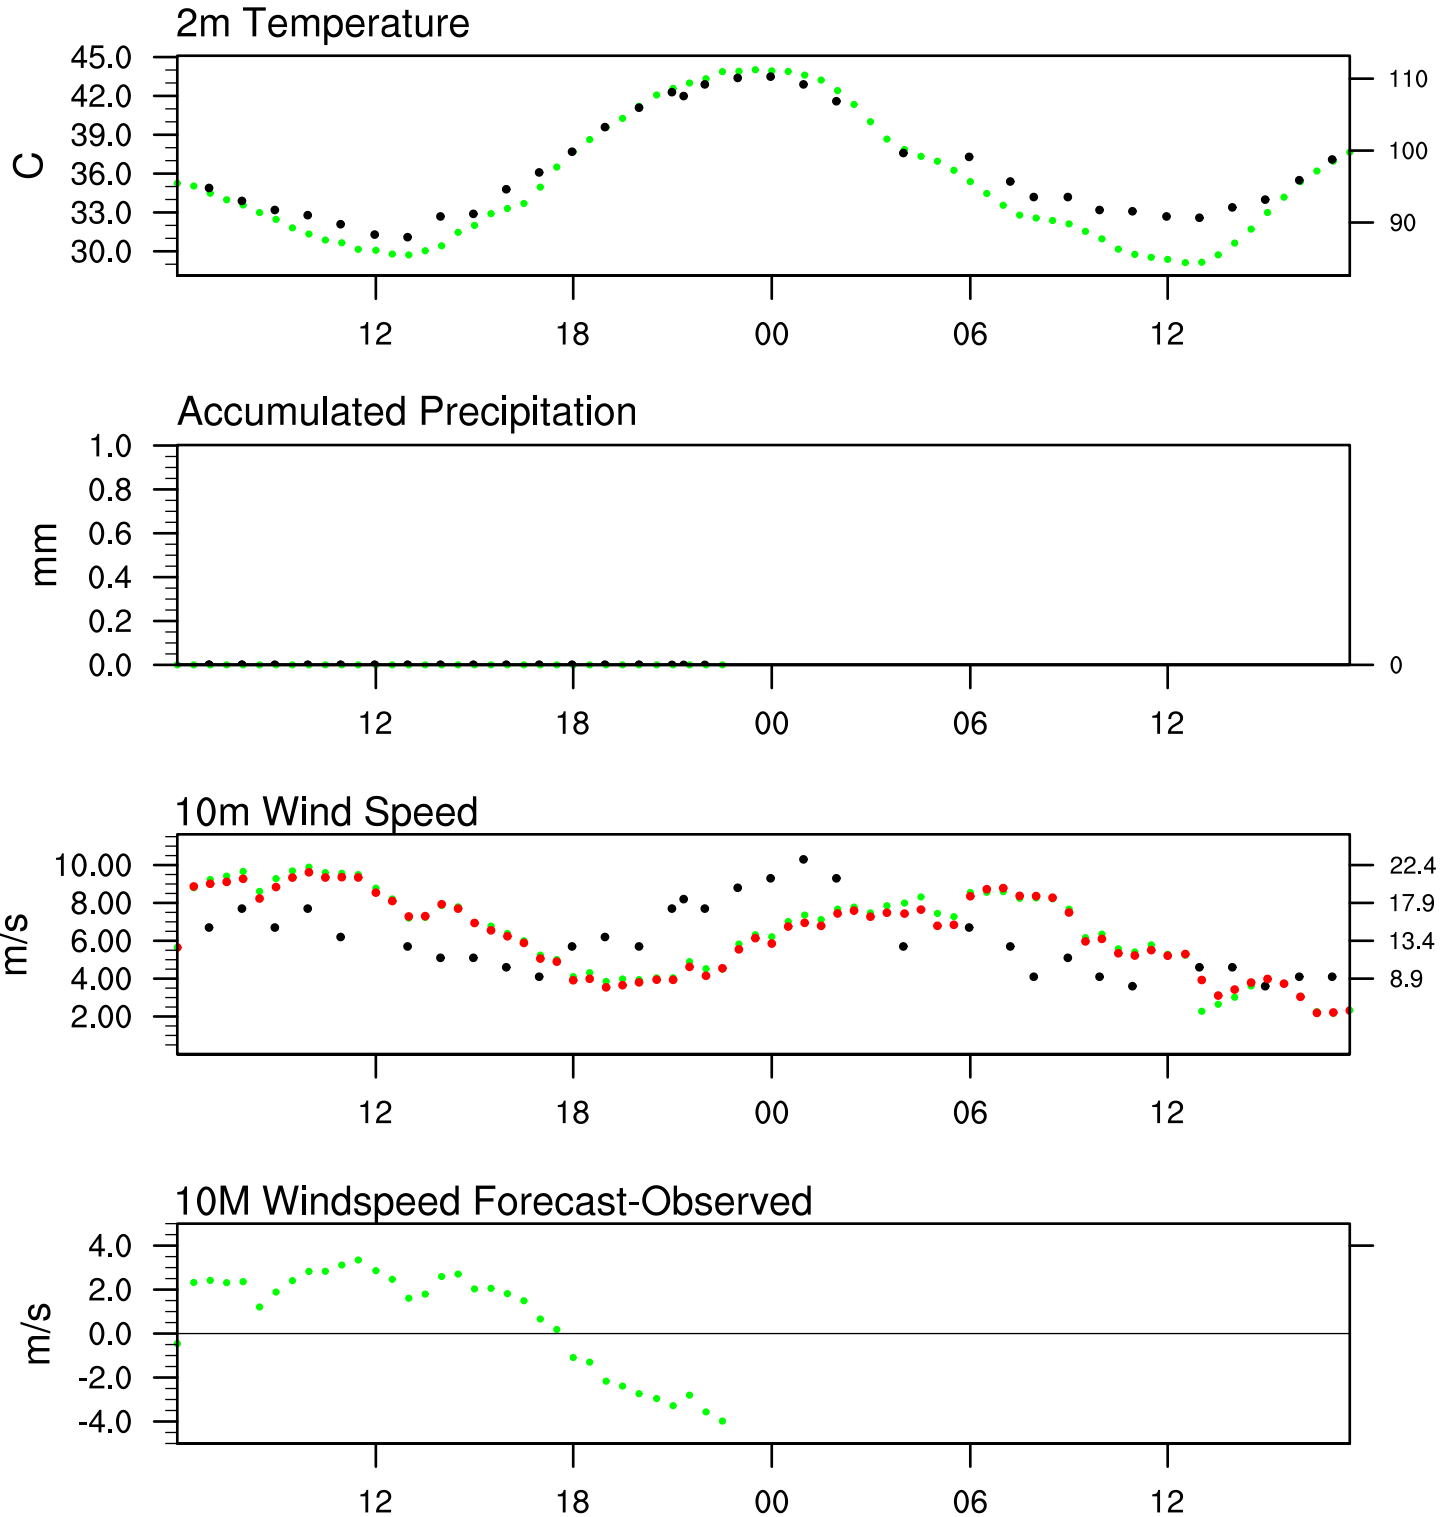 2m Temperature
45.0
42.0
39.0
36.0
33.0
30.0
C
110
100
90
12 18 00 06 12
Accumulated Precipitation
1.0
0.8
0.6
0.4
0.2
0.0
mm
0
12 18 00 06 12
10m Wind Speed
10.00
8.00
6.00
4.00
2.00
m/s
22.4
17.9
13.4
8.9
12 18 00 06 12
10M Windspeed Forecast-Observed
4.0
2.0
0.0
-2.0
-4.0
m/s
12 18 00 06 12